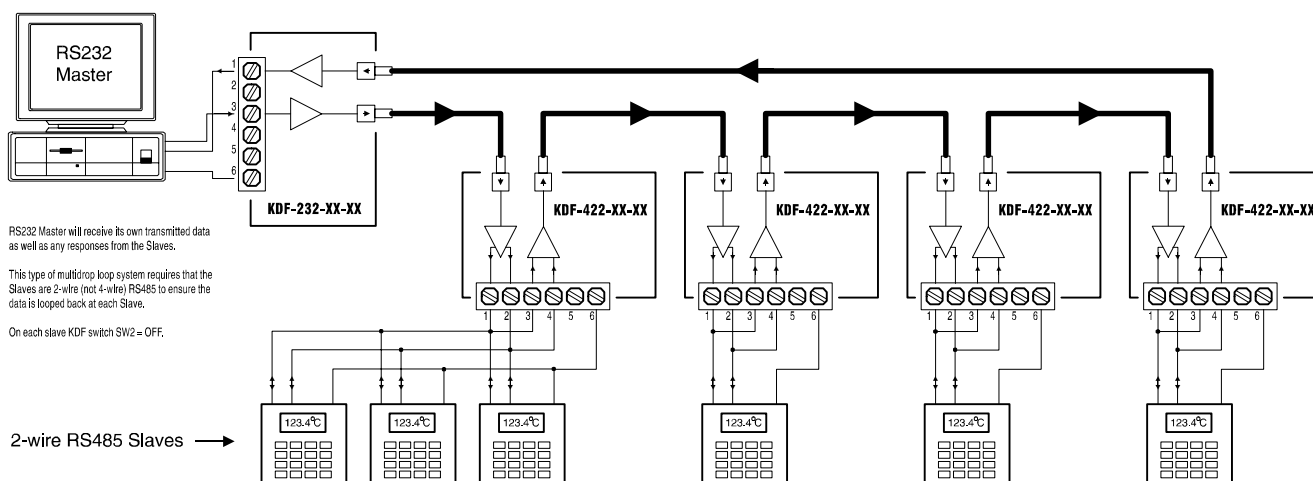 RS232
Master
1
2
3
4
5
6
KDF-232-XX-XX
KDF-422-XX-XX
KDF-422-XX-XX
KDF-422-XX-XX
KDF-422-XX-XX
RS232 Master will receive its own transmitted data
as well as any responses from the Slaves.
This type of multidrop loop system requires that the
Slaves are 2-wire (not 4-wire) RS485 to ensure the
data is looped back at each Slave.
On each slave KDF switch SW2 = OFF.
1 2 3 4 5 6
1 2 3 4 5 6
1 2 3 4 5 6
1 2 3 4 5 6
2-wire RS485 Slaves
123.4°C
123.4°C
123.4°C
123.4°C
123.4°C
123.4°C